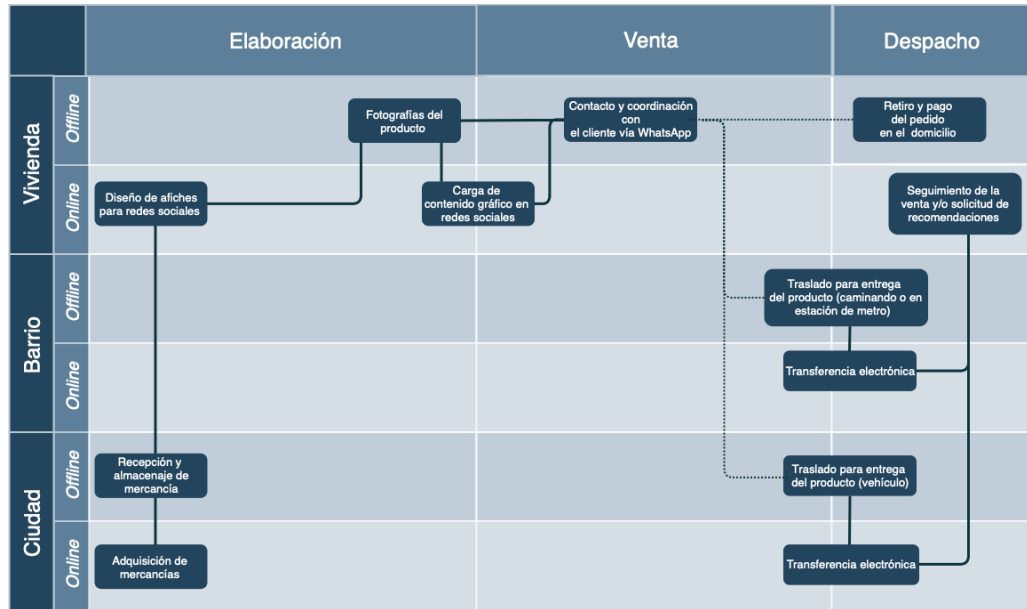 Elaboración
Venta
Despacho
Vivienda
Offline
Fotografías del
producto
Contacto y coordinación
con
el cliente vía WhatsApp
Retiro y pago
del pedido
en el domicilio
Online
Diseño de afiches
para redes sociales
Carga de
contenido gráfico en
redes sociales
Seguimiento de la
venta y/o solicitud de
recomendaciones
Barrio
Offline
Traslado para entrega
del producto (caminando o en
estación de metro)
Online
Transferencia electrónica
Ciudad
Offline
Recepción y
almacenaje de
mercancía
Traslado para entrega
del producto (vehículo)
Online
Adquisición de
mercancías
Transferencia electrónica